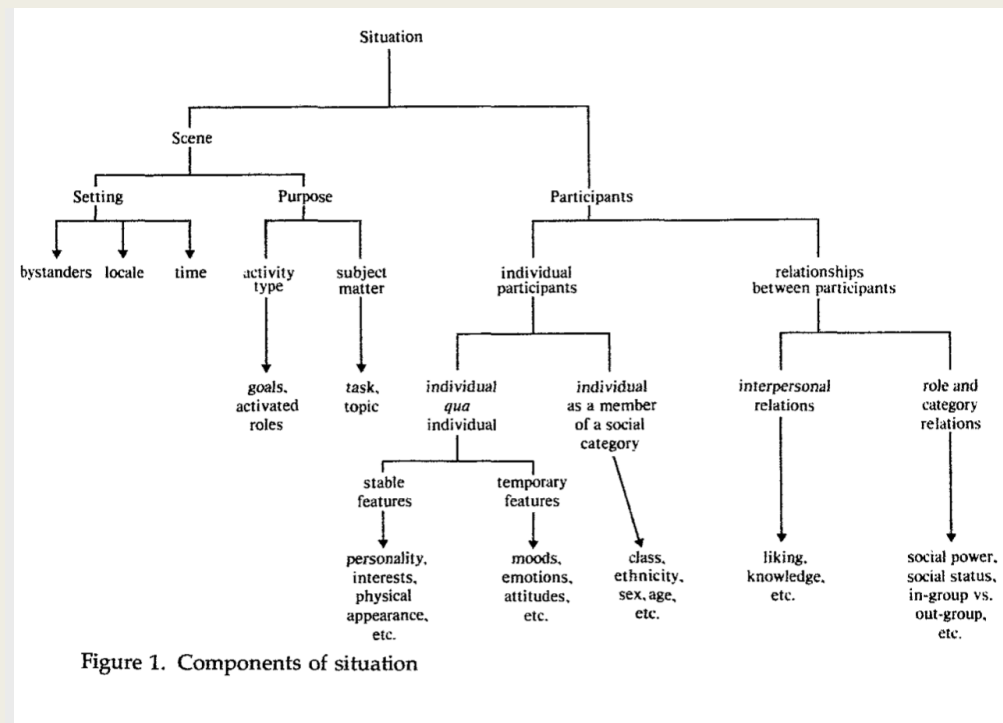 Situation
Scene
Setting
Purpose
Participants
bystanders locale time
activity
type
subject
matter
individual
participants
relationships
between participants
goals,
activated
roles
task,
topic
individual
qua
individual
individual
as a member
of a social
category
interpersonal
relations
role and
category
relations
stable
features
temporary
features
personality,
interests,
physical
appearance,
etc.
moods,
emotions,
attitudes,
etc.
class,
ethnicity,
sex, age,
etc.
liking,
knowledge,
etc.
social power,
social status,
in-group vs.
out-group,
etc.
Figure 1. Components of situation